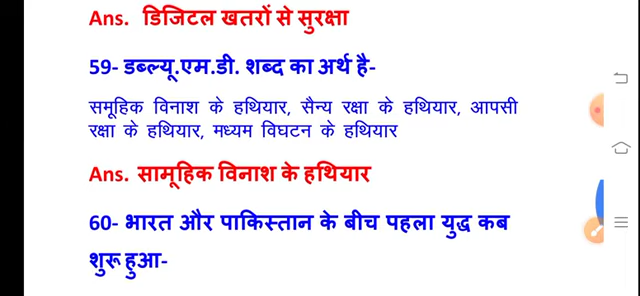 Ans. डिजिटल खतरों से सुरक्षा
59- डब्ल्यू.एम.डी. शब्द का अर्थ है-
समूहिक विनाश के हथियार, सैन्य रक्षा के हथियार, आपसी
रक्षा के हथियार, मध्यम विघटन के हथियार
Ans. सामूहिक विनाश के हथियार
60- भारत और पाकिस्तान के बीच पहला युद्ध कब
शुरू हुआ-